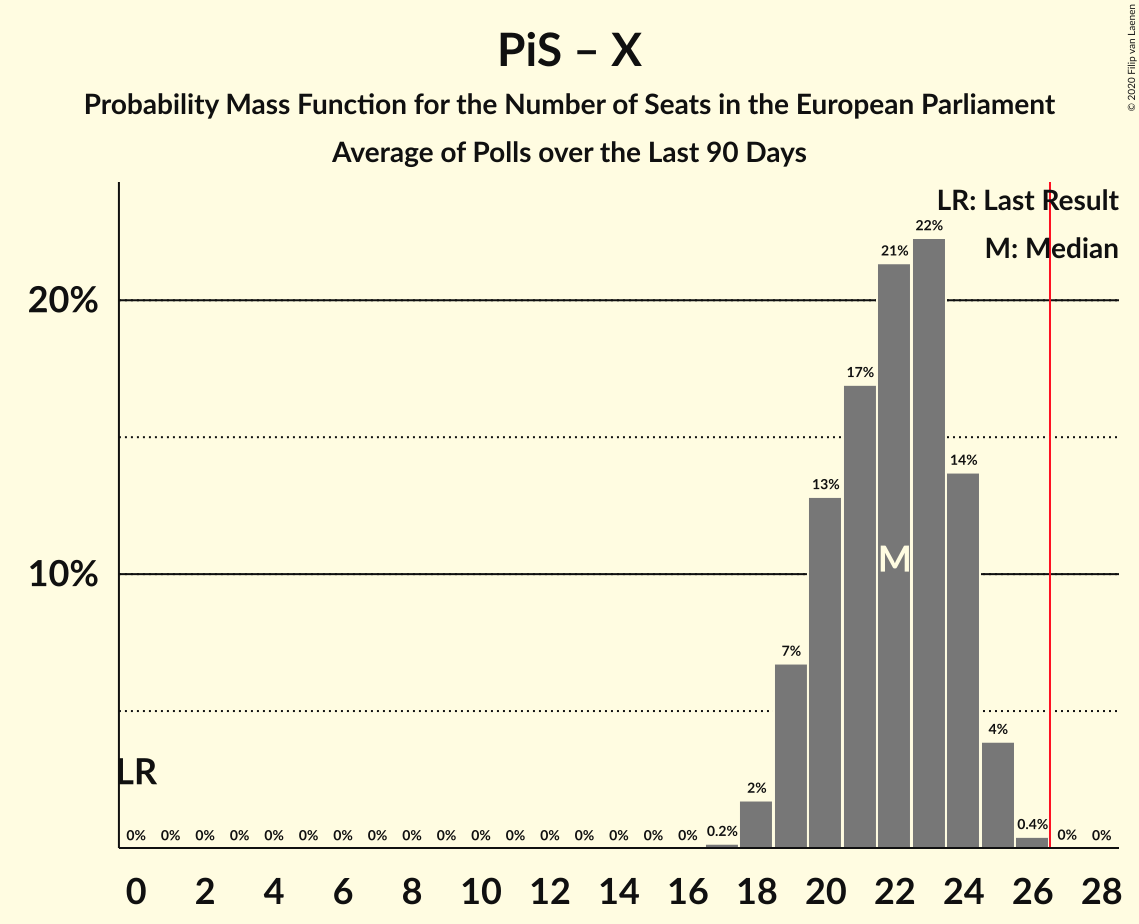 PiS – X
Probability Mass Function for the Number of Seats in the European Parliament
Average of Polls over the Last 90 Days
© 2020 Filip van Laenen
LR: Last Result
M: Median
20%
10%
LR
M
0% 0% 0% 0% 0% 0% 0% 0% 0% 0% 0% 0% 0% 0% 0% 0% 0% 0.2% 2% 7% 13% 17% 21% 22% 14% 4% 0.4% 0% 0%
0 2 4 6 8 10 12 14 16 18 20 22 24 26 28